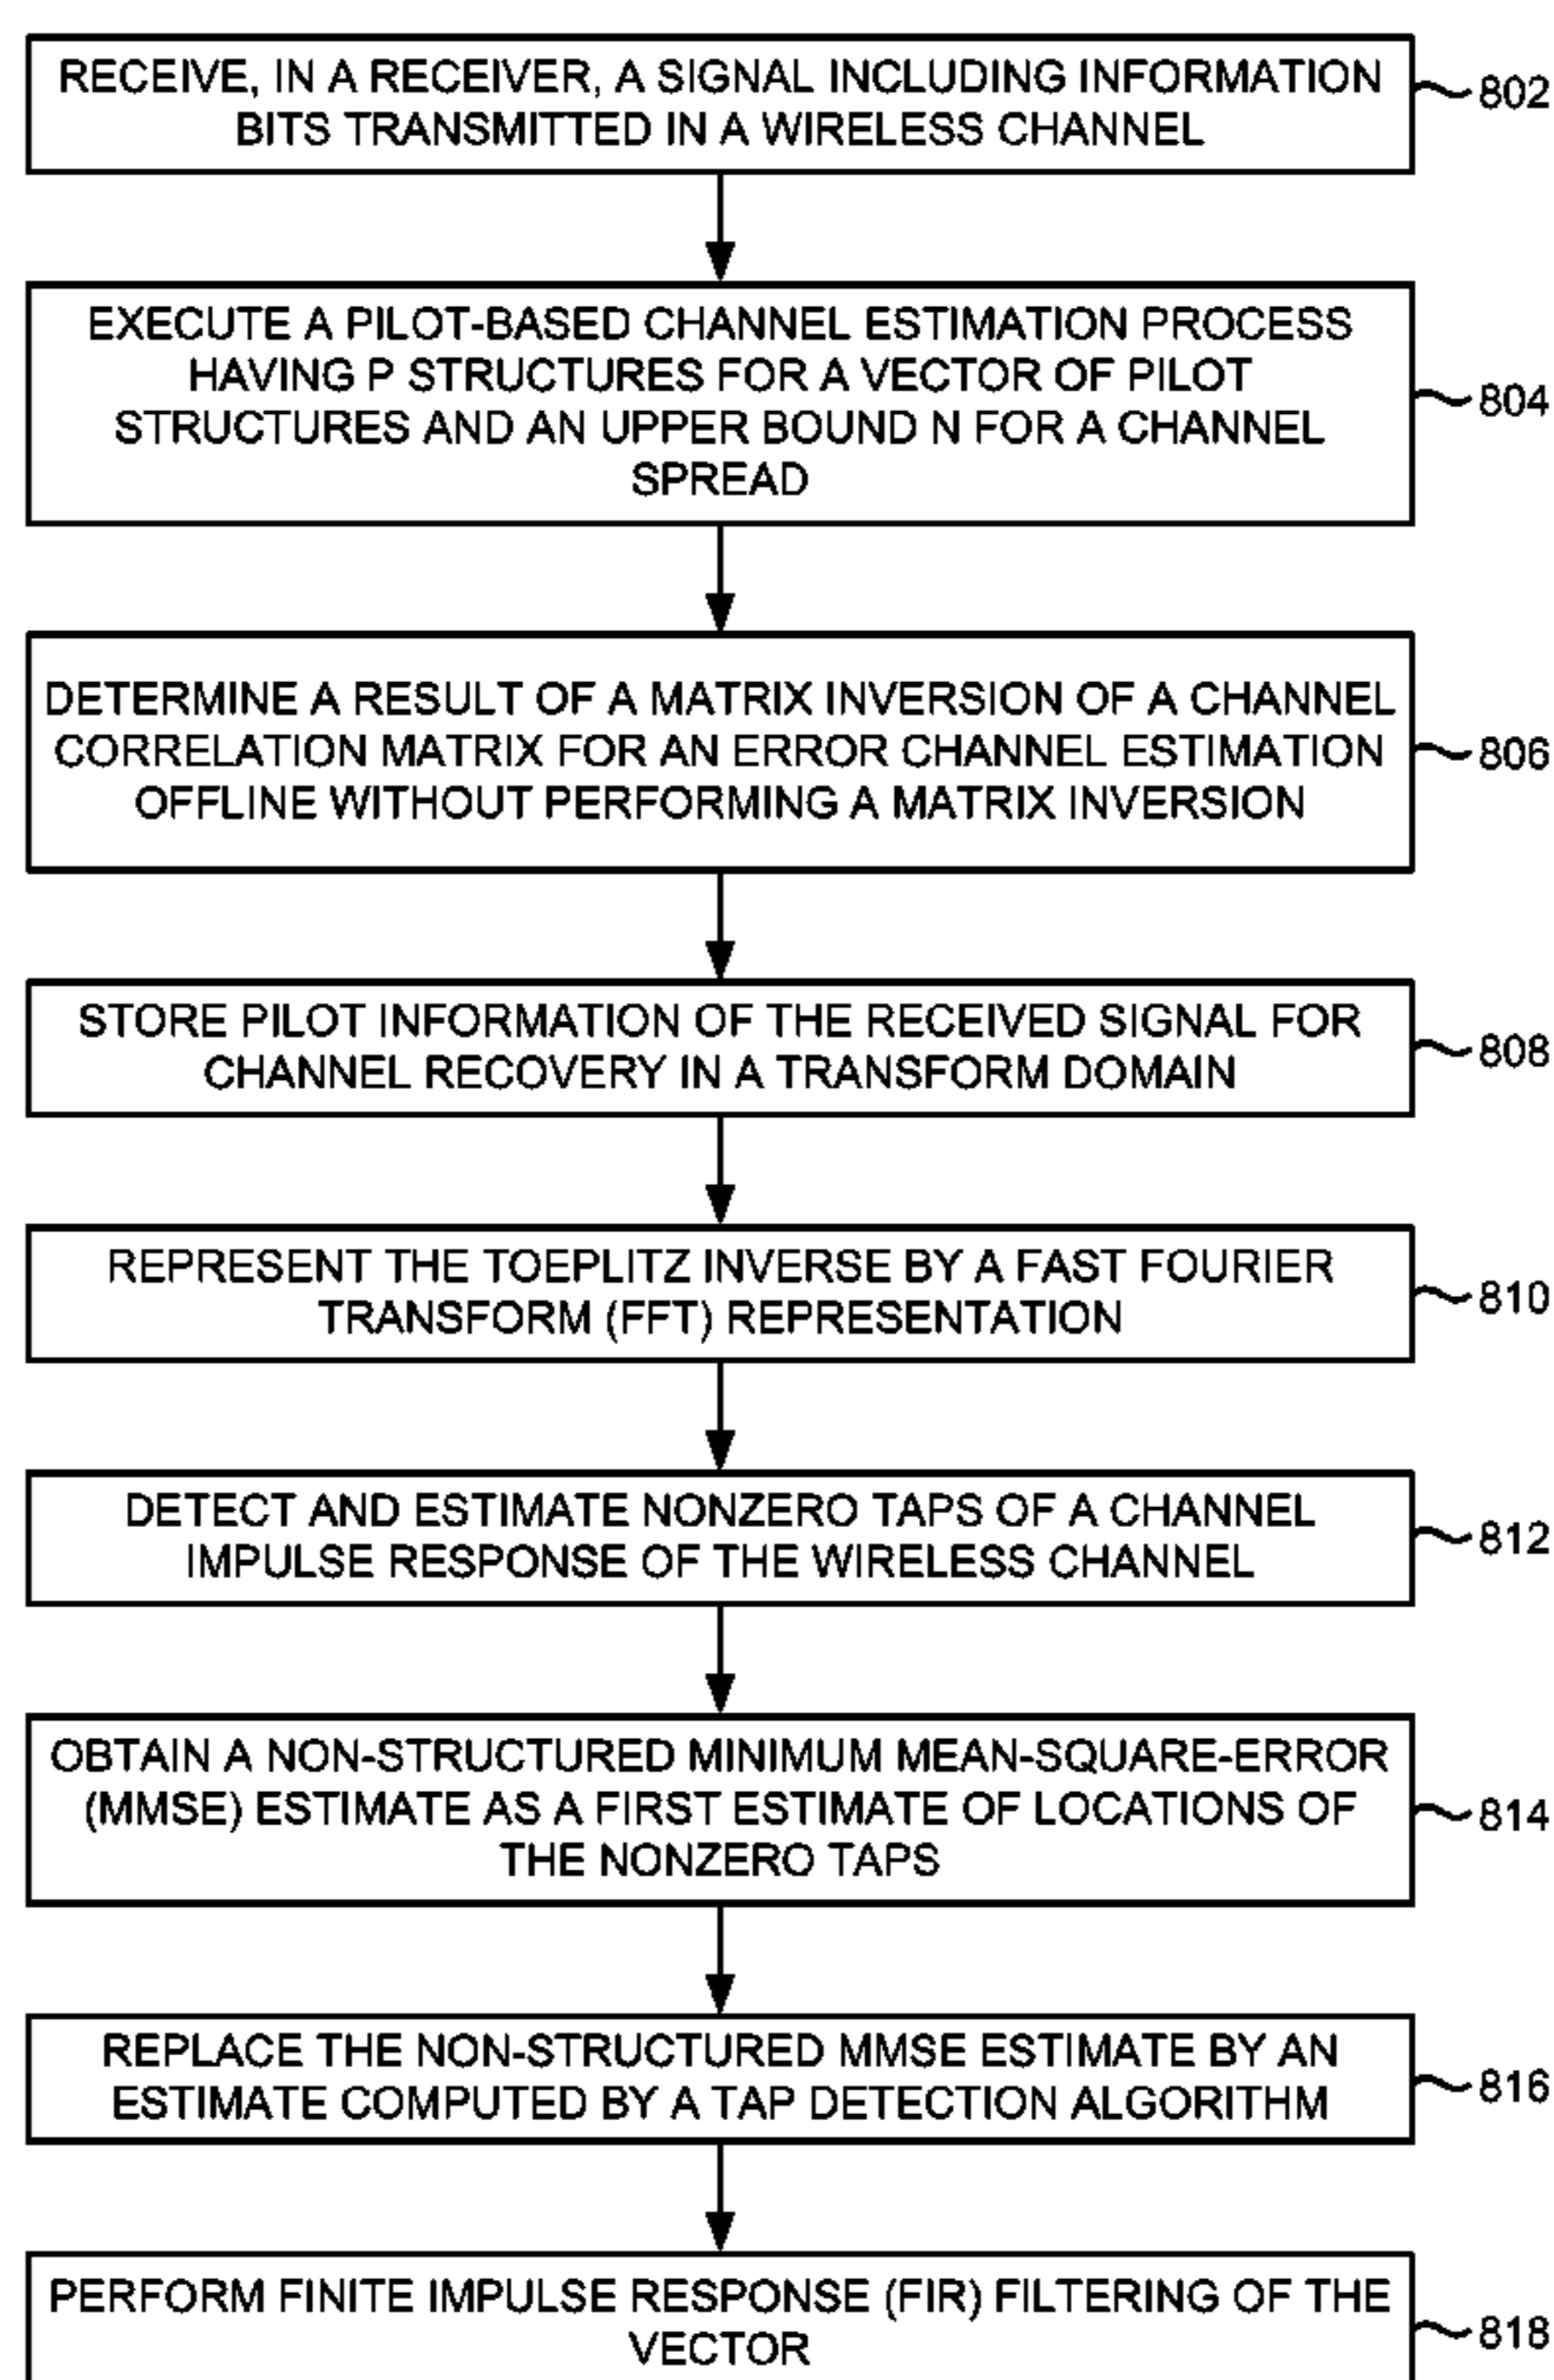 RECEIVE, IN A RECEIVER, A SIGNAL INCLUDING INFORMATION
BITS TRANSMITTED IN A WIRELESS CHANNEL
802
EXECUTE A PILOT-BASED CHANNEL ESTIMATION PROCESS
HAVING P STRUCTURES FOR A VECTOR OF PILOT
STRUCTURES AND AN UPPER BOUND N FOR A CHANNEL
SPREAD
804
DETERMINE A RESULT OF A MATRIX INVERSION OF A CHANNEL
CORRELATION MATRIX FOR AN ERROR CHANNEL ESTIMATION
OFFLINE WITHOUT PERFORMING A MATRIX INVERSION
806
STORE PILOT INFORMATION OF THE RECEIVED SIGNAL FOR
CHANNEL RECOVERY IN A TRANSFORM DOMAIN
808
REPRESENT THE TOEPLITZ INVERSE BY A FAST FOURIER
TRANSFORM (FFT) REPRESENTATION
810
DETECT AND ESTIMATE NONZERO TAPS OF A CHANNEL
IMPULSE RESPONSE OF THE WIRELESS CHANNEL
812
OBTAIN A NON-STRUCTURED MINIMUM MEAN-SQUARE-ERROR
(MMSE) ESTIMATE AS A FIRST ESTIMATE OF LOCATIONS OF
THE NONZERO TAPS
814
REPLACE THE NON-STRUCTURED MMSE ESTIMATE BY AN
ESTIMATE COMPUTED BY A TAP DETECTION ALGORITHM
816
PERFORM FINITE IMPULSE RESPONSE (FIR) FILTERING OF THE
VECTOR
818